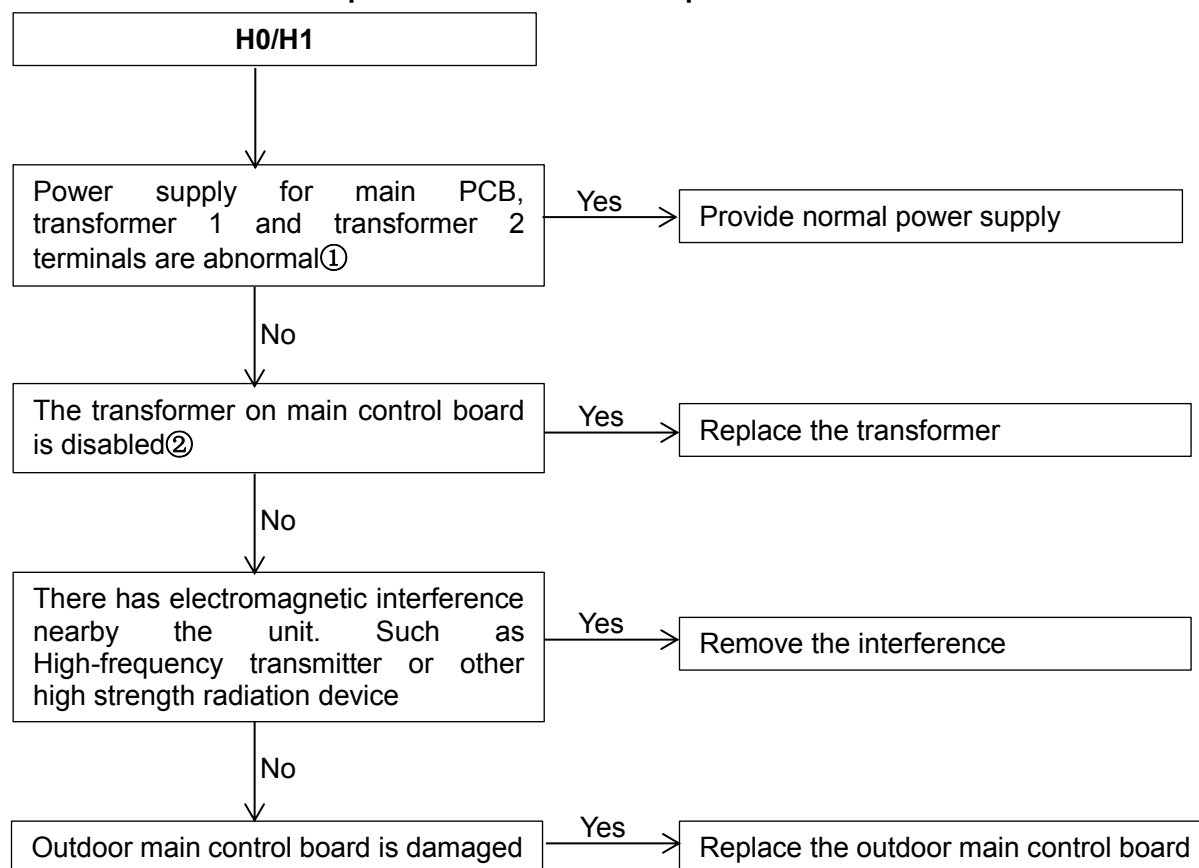 H0/H1
Power supply for main PCB,
transformer 1 and transformer 2
terminals are abnormal①
Yes
Provide normal power supply
No
The transformer on main control board
is disabled②
Yes
Replace the transformer
No
There has electromagnetic interference
nearby the unit. Such as
High-frequency transmitter or other
high strength radiation device
Yes
Remove the interference
No
Outdoor main control board is damaged
Yes
Replace the outdoor main control board